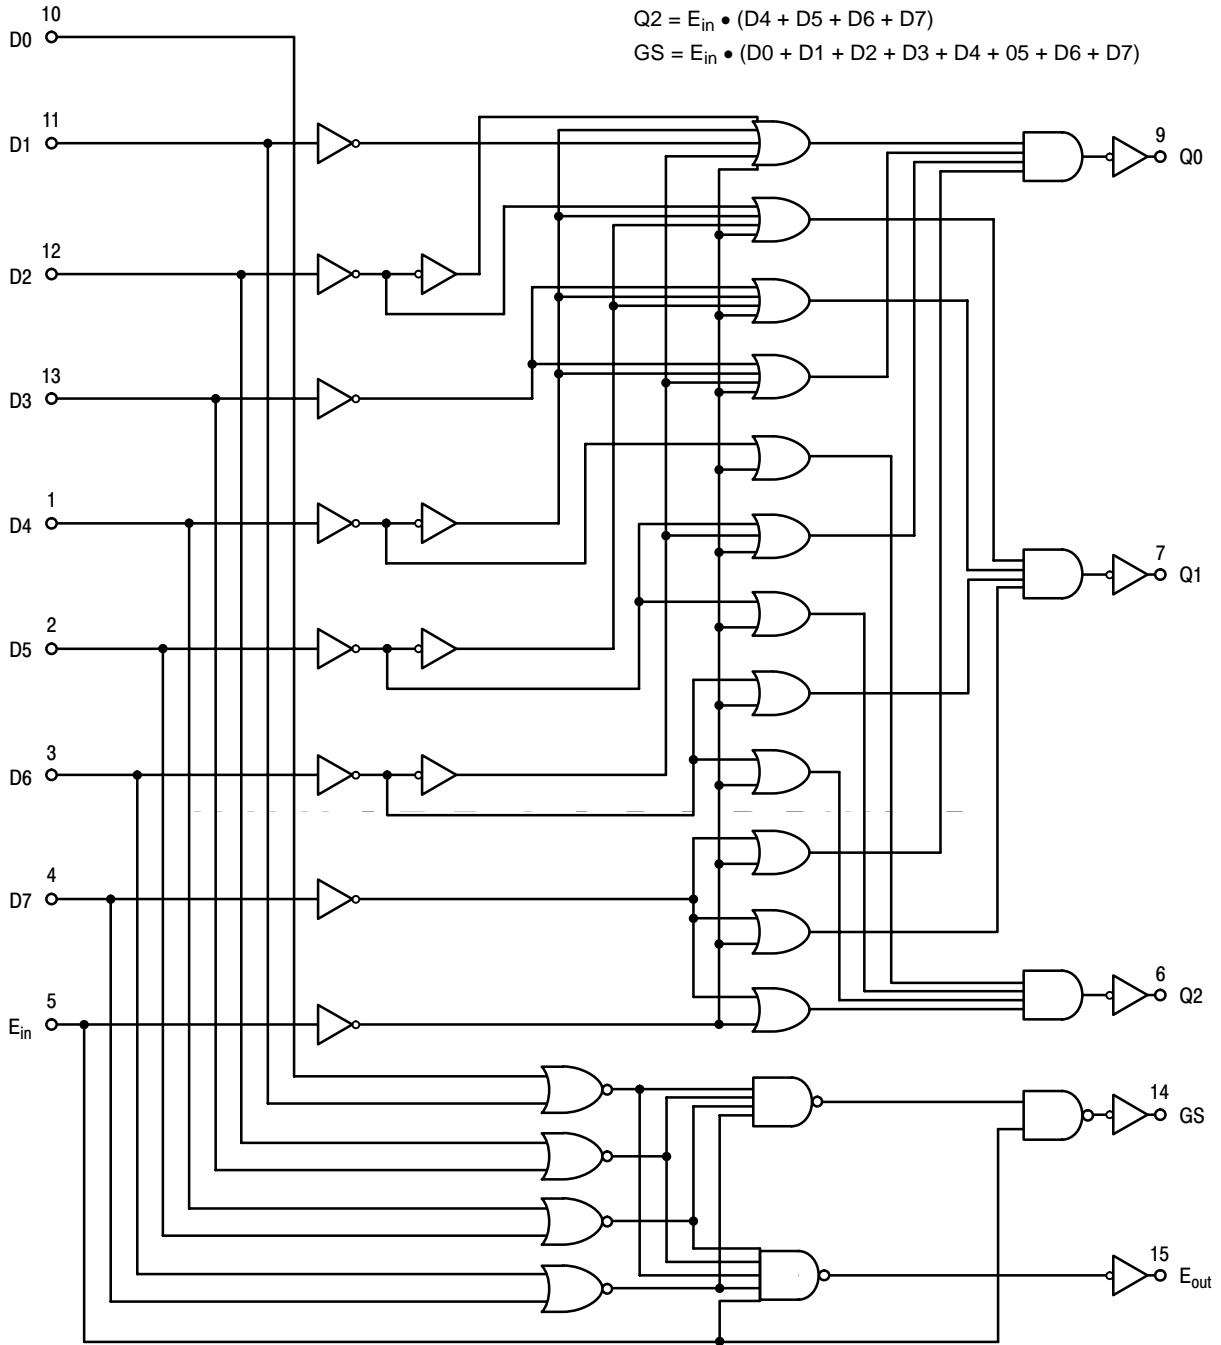 10
Q2 = Ein • (D4 + D5 + D6 + D7)
D0
GS = Ein • (D0 + D1 + D2 + D3 + D4 + 05 + D6 + D7)
11
D1
9
Q0
12
D2
13
D3
1
D4
7
Q1
2
D5
3
D6
4
D7
6
Q2
5
Ein
14
GS
15
Eout